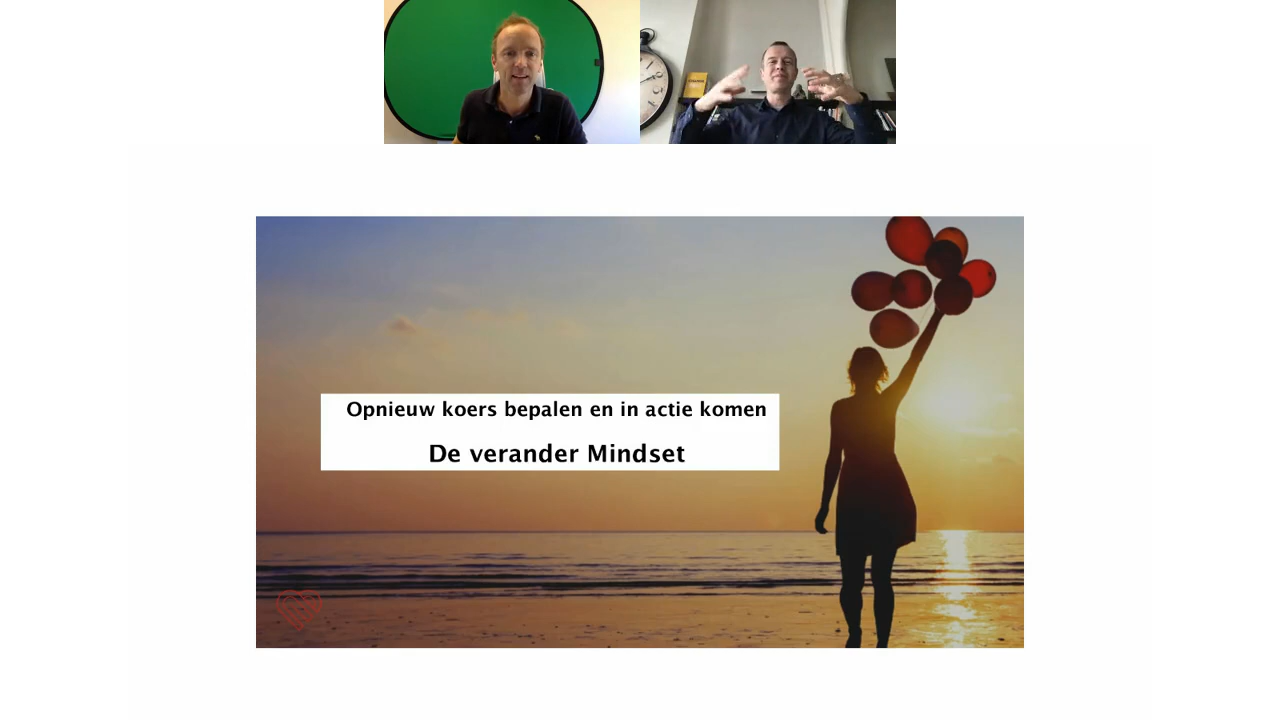 Opnieuw koers bepalen en in actie komen
De verander Mindset